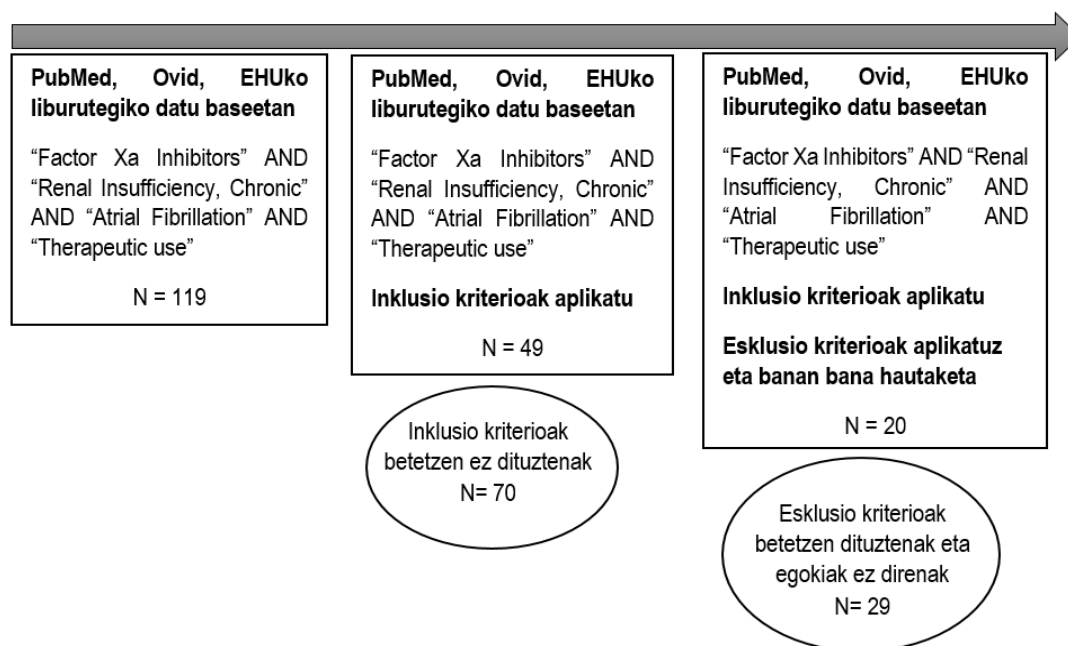 PubMed, Ovid, EHUko
liburutegiko datu baseetan
“Factor Xa Inhibitors” AND
“Renal Insufficiency, Chronic”
AND “Atrial Fibrillation” AND
“Therapeutic use”
N = 119
PubMed, Ovid, EHUko
liburutegiko datu baseetan
“Factor Xa Inhibitors” AND
“Renal Insufficiency, Chronic”
AND “Atrial Fibrillation” AND
“Therapeutic use”
Inklusio kriterioak aplikatu
N = 49
Inklusio kriterioak
betetzen ez dituztenak
N= 70
PubMed, Ovid, EHUko
liburutegiko datu baseetan
“Factor Xa Inhibitors” AND “Renal
Insufficiency, Chronic” AND
“Atrial Fibrillation” AND
“Therapeutic use”
Inklusio kriterioak aplikatu
Esklusio kriterioak aplikatuz
eta banan bana hautaketa
N = 20
Esklusio kriterioak
betetzen dituztenak eta
egokiak ez direnak
N= 29